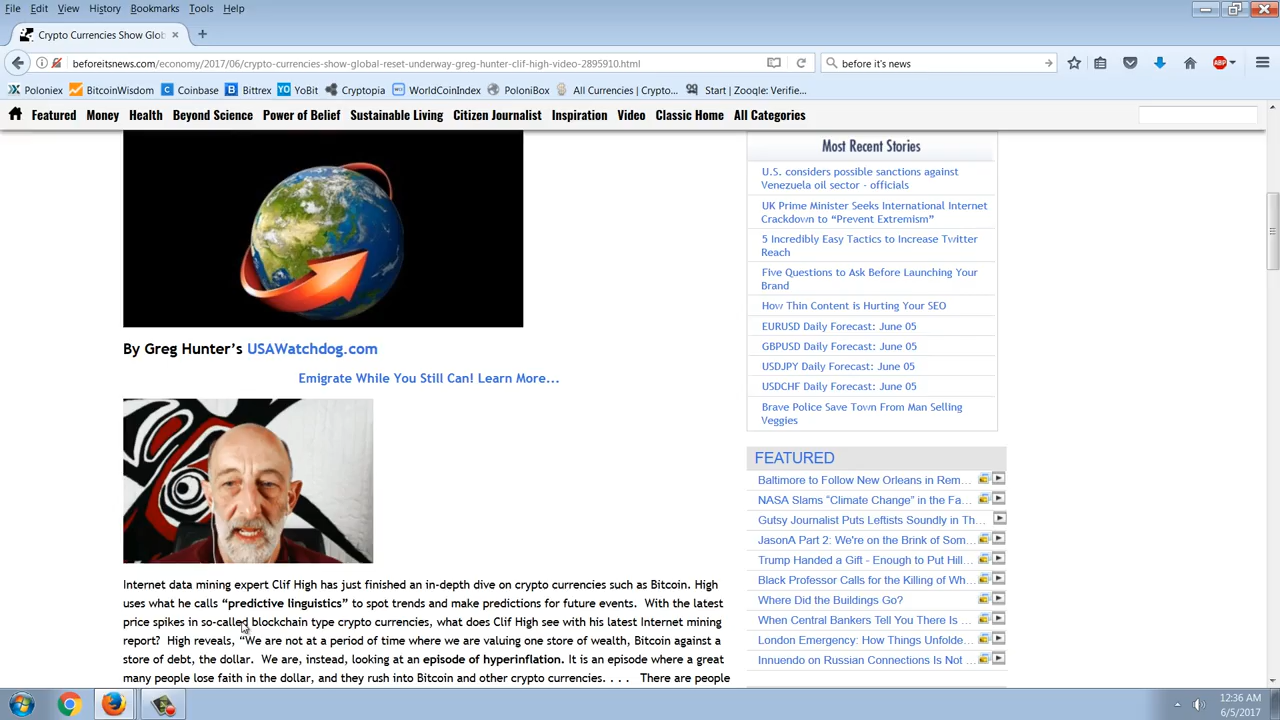 File Edit View History Bookmarks Tools Help
Crypto Currencies Show Glob
beforeitsnews.com/economy/2017/06/crypto-currencies-show-global-reset-underway-greg-hunter-clif-high-video-2895910.html
before it's news
ABP
Poloniex BitcoinWisdom Coinbase Bittrex YoBit Cryptopia WorldCoinIndex PoloniBox All Currencies | Crypto... Start | Zooqle: Verifie...
Featured Money Health Beyond Science Power of Belief Sustainable Living Citizen Journalist Inspiration Video Classic Home All Categories
By Greg Hunter’s USAWatchdog.com
Emigrate While You Still Can! Learn More...
Internet data mining expert Clif High has just finished an in-depth dive on crypto currencies such as Bitcoin. High
uses what he calls “predictive linguistics” to spot trends and make predictions for future events.  With the latest
price spikes in so-called blockchain type crypto currencies, what does Clif High see with his latest Internet mining
report?  High reveals, “We are not at a period of time where we are valuing one store of wealth, Bitcoin against a
store of debt, the dollar.  We are, instead, looking at an episode of hyperinflation. It is an episode where a great
many people lose faith in the dollar, and they rush into Bitcoin and other crypto currencies. . . .  There are people
Most Recent Stories
U.S. considers possible sanctions against
Venezuela oil sector - officials
UK Prime Minister Seeks International Internet
Crackdown to “Prevent Extremism”
5 Incredibly Easy Tactics to Increase Twitter
Reach
Five Questions to Ask Before Launching Your
Brand
How Thin Content is Hurting Your SEO
EURUSD Daily Forecast: June 05
GBPUSD Daily Forecast: June 05
USDJPY Daily Forecast: June 05
USDCHF Daily Forecast: June 05
Brave Police Save Town From Man Selling
Veggies
FEATURED
Baltimore to Follow New Orleans in Rem...
NASA Slams “Climate Change” in the Fa...
Gutsy Journalist Puts Leftists Soundly in Th...
JasonA Part 2: We're on the Brink of Som...
Trump Handed a Gift - Enough to Put Hill...
Black Professor Calls for the Killing of Wh...
Where Did the Buildings Go?
When Central Bankers Tell You There Is ...
London Emergency: How Things Unfolde...
Innuendo on Russian Connections Is Not ...
12:36 AM
6/5/2017